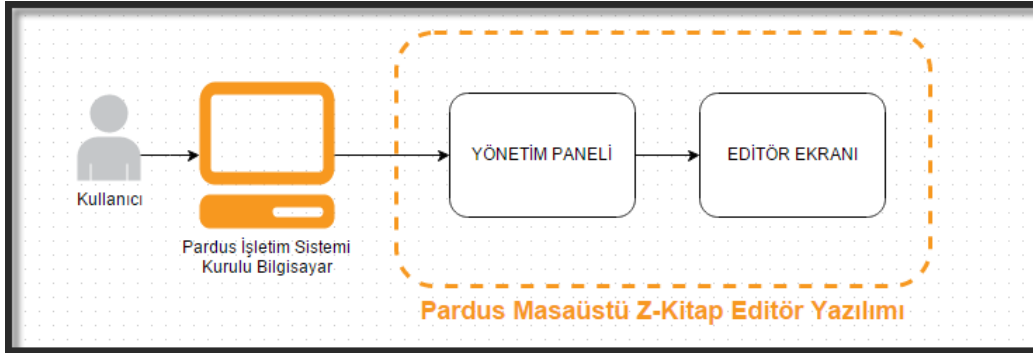 YÖNETİM PANELİ
EDİTÖR EKRANI
Kullanıcı
Pardus İşletim Sistemi
Kurulu Bilgisayar
Pardus Masaüstü Z-Kitap Editör Yazılımı